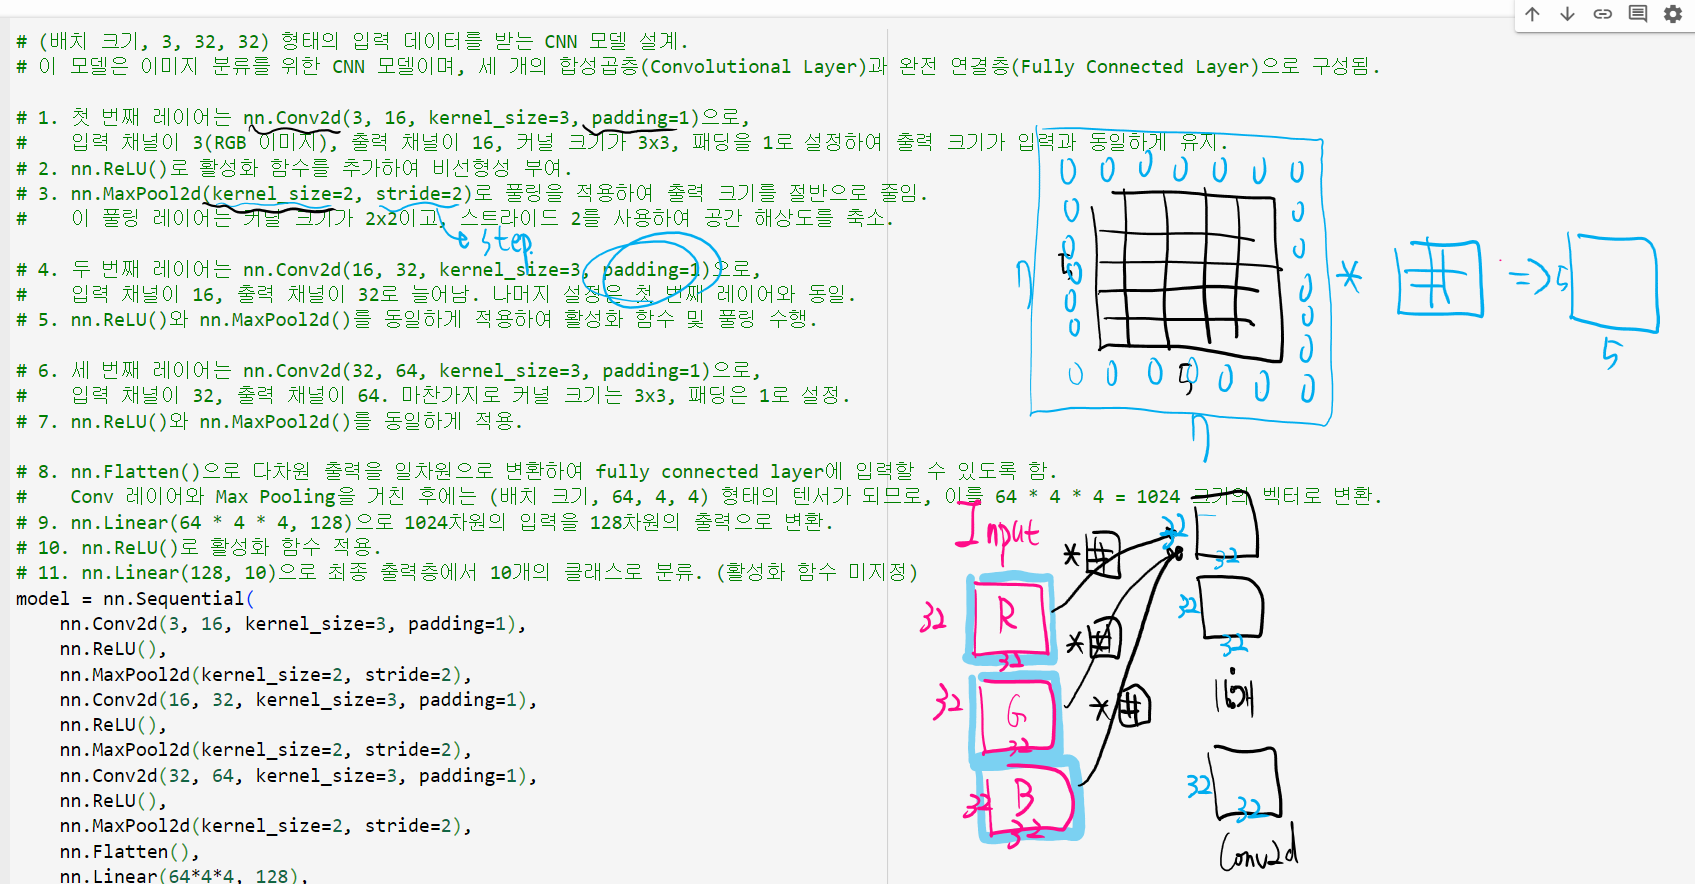 # (배치 크기, 3, 32, 32) 형태의 입력 데이터를 받는 CNN 모델 설계.
# 이 모델은 이미지 분류를 위한 CNN 모델이며, 세 개의 합성곱층(Convolutional Layer)과 완전 연결층(Fully Connected Layer)으로 구성됨.
# 1. 첫 번째 레이어는 nn.Conv2d(3, 16, kernel_size=3, padding=1)으로,
#    입력 채널이 3(RGB 이미지), 출력 채널이 16, 커널 크기가 3x3, 패딩을 1로 설정하여 출력 크기가 입력과 동일하게 유지.
# 2. nn.ReLU()로 활성화 함수를 추가하여 비선형성 부여.
# 3. nn.MaxPool2d(kernel_size=2, stride=2)로 풀링을 적용하여 출력 크기를 절반으로 줄임.
#    이 풀링 레이어는 커널 크기가 2x2이고, 스트라이드 2를 사용하여 공간 해상도를 축소.
step
# 4. 두 번째 레이어는 nn.Conv2d(16, 32, kernel_size=3, padding=1)으로,
#    입력 채널이 16, 출력 채널이 32로 늘어남. 나머지 설정은 첫 번째 레이어와 동일.
# 5. nn.ReLU()와 nn.MaxPool2d()를 동일하게 적용하여 활성화 함수 및 풀링 수행.
# 6. 세 번째 레이어는 nn.Conv2d(32, 64, kernel_size=3, padding=1)으로,
#    입력 채널이 32, 출력 채널이 64. 마찬가지로 커널 크기는 3x3, 패딩은 1로 설정.
# 7. nn.ReLU()와 nn.MaxPool2d()를 동일하게 적용.
# 8. nn.Flatten()으로 다차원 출력을 일차원으로 변환하여 fully connected layer에 입력할 수 있도록 함.
#    Conv 레이어와 Max Pooling을 거친 후에는 (배치 크기, 64, 4, 4) 형태의 텐서가 되므로, 이를 64 * 4 * 4 = 1024 크기의 벡터로 변환.
# 9. nn.Linear(64 * 4 * 4, 128)으로 1024차원의 입력을 128차원의 출력으로 변환.
# 10. nn.ReLU()로 활성화 함수 적용.
# 11. nn.Linear(128, 10)으로 최종 출력층에서 10개의 클래스로 분류. (활성화 함수 미지정)
model = nn.Sequential(
    nn.Conv2d(3, 16, kernel_size=3, padding=1),
    nn.ReLU(),
    nn.MaxPool2d(kernel_size=2, stride=2),
    nn.Conv2d(16, 32, kernel_size=3, padding=1),
    nn.ReLU(),
    nn.MaxPool2d(kernel_size=2, stride=2),
    nn.Conv2d(32, 64, kernel_size=3, padding=1),
    nn.ReLU(),
    nn.MaxPool2d(kernel_size=2, stride=2),
    nn.Flatten(),
    nn.Linear(64*4*4, 128),
0 0 0 0 0 0 0
0 0
0 0
0 0
0 0
0 0
0 0 0 0 0 0 0
7
5
5
7
*
=>
5
5
Input
32 R 32
32 G 32
32 B 32
*
*
*
32 32
32 32
16개
32 32
Conv2d